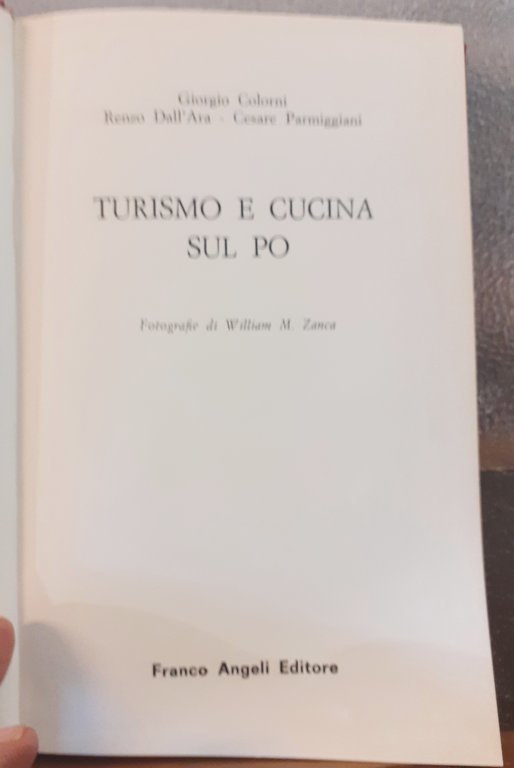 Giorgio Colorni
Renzo Dall'Ara - Cesare Parmiggiani
TURISMO E CUCINA
SUL PO
Fotografie di William M. Zanca
Franco Angeli Editore